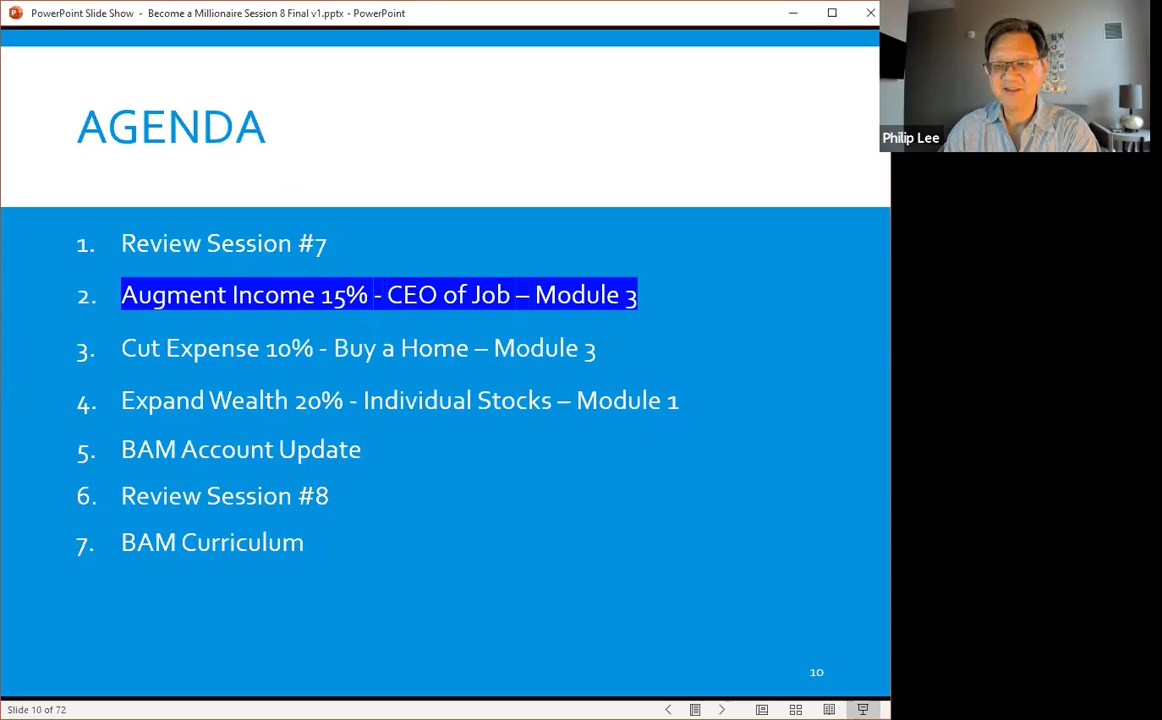 PowerPoint Slide Show - Become a Millionaire Session 8 Final v1.pptx - PowerPoint
Philip Lee
AGENDA
1. Review Session #7
2. Augment Income 15% - CEO of Job – Module 3
3. Cut Expense 10% - Buy a Home – Module 3
4. Expand Wealth 20% - Individual Stocks – Module 1
5. BAM Account Update
6. Review Session #8
7. BAM Curriculum
10
Slide 10 of 72